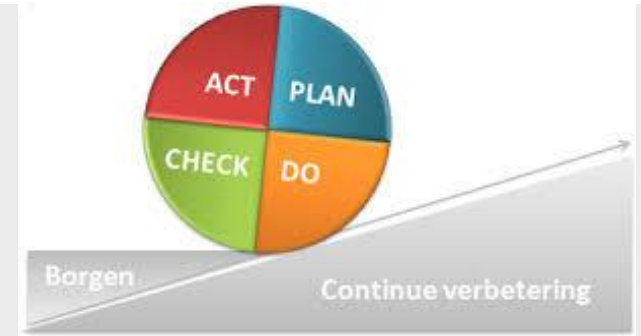 ACT
PLAN
CHECK
DO
Borgen
Continue verbetering